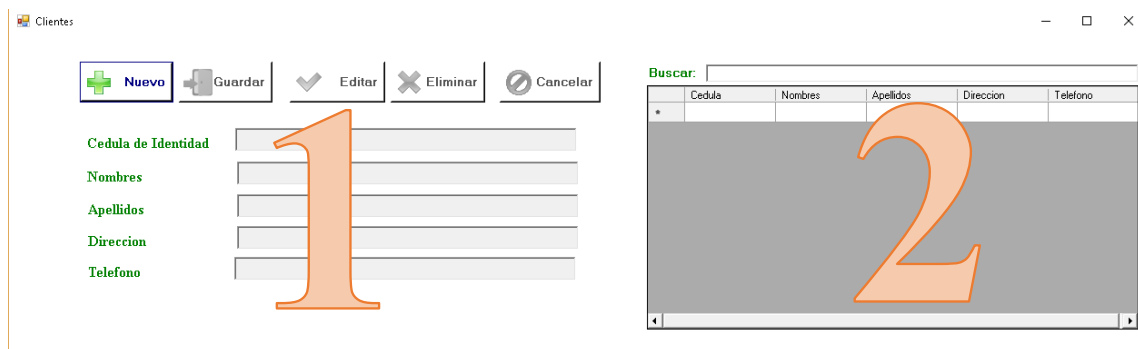 Clientes
Nuevo Guardar Editar Eliminar Cancelar
Cedula de Identidad
Nombres
Apellidos
Direccion
Telefono
1
Buscar:
Cedula Nombres Apellidos Direccion Telefono
*
2